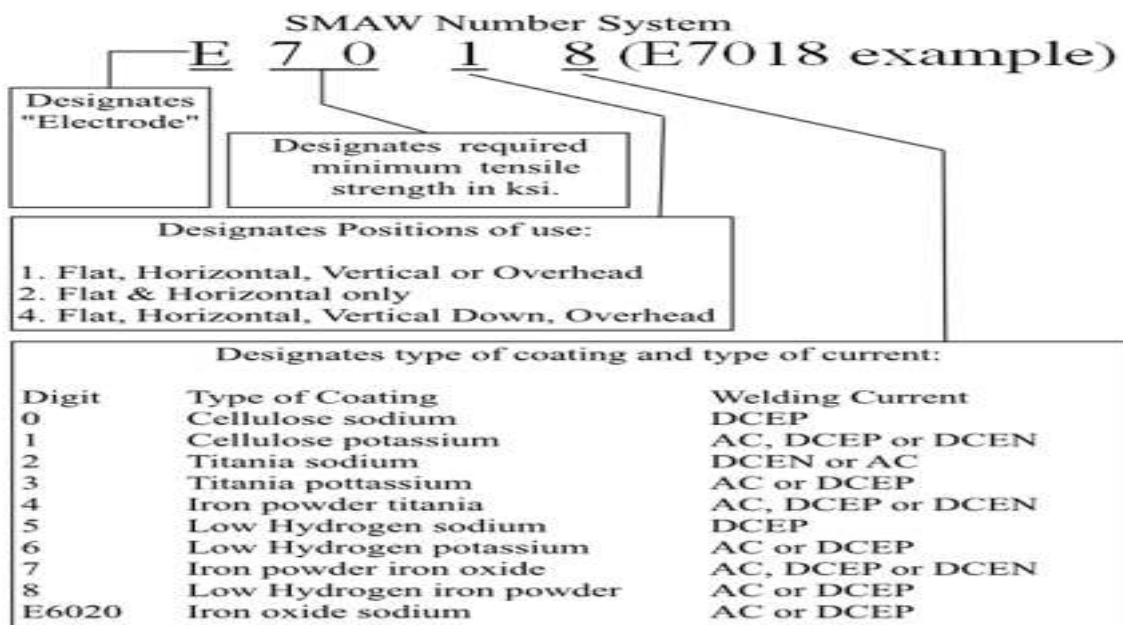 SMAW Number System
E 7 0 1 8 (E7018 example)
Designates
"Electrode"
Designates required
minimum tensile
strength in ksi.
Designates Positions of use:
1. Flat, Horizontal, Vertical or Overhead
2. Flat & Horizontal only
4. Flat, Horizontal, Vertical Down, Overhead
Designates type of coating and type of current:
Digit Type of Coating Welding Current
0 Cellulose sodium DCEP
1 Cellulose potassium AC, DCEP or DCEN
2 Titania sodium DCEN or AC
3 Titania pottassium AC or DCEP
4 Iron powder titania AC, DCEP or DCEN
5 Low Hydrogen sodium DCEP
6 Low Hydrogen potassium AC or DCEP
7 Iron powder iron oxide AC, DCEP or DCEN
8 Low Hydrogen iron powder AC or DCEP
E6020 Iron oxide sodium AC or DCEP